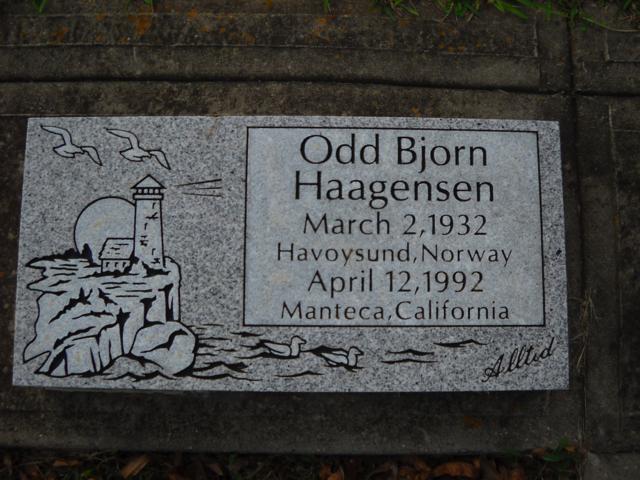 Odd Bjorn
Haagensen
March 2,1932
Havoysund, Norway
April 12,1992
Manteca, California
Alltid